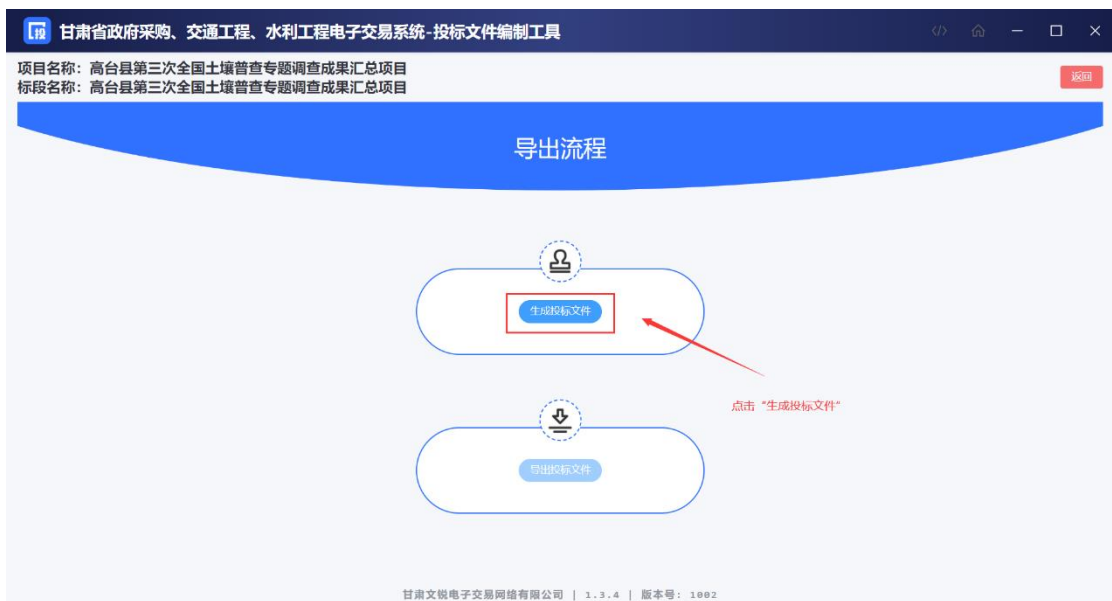 投
甘肃省政府采购、交通工程、水利工程电子交易系统-投标文件编制工具
项目名称：高台县第三次全国土壤普查专题调查成果汇总项目
标段名称：高台县第三次全国土壤普查专题调查成果汇总项目
返回
导出流程
生成投标文件
点击“生成投标文件“
导出投标文件
甘肃文锐电子交易网络有限公司 | 1.3.4 | 版本号: 1002